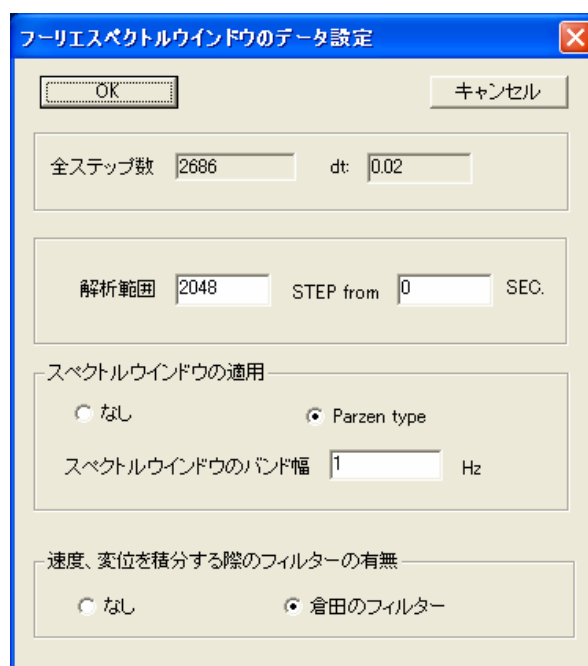 フーリエスペクトルウインドウのデータ設定
OK キャンセル
全ステップ数 2686 dt: 0.02
解析範囲 2048 STEP from 0 SEC.
スペクトルウインドウの適用
なし Parzen type
スペクトルウインドウのバンド幅 1 Hz
速度、変位を積分する際のフィルターの有無
なし 倉田のフィルター